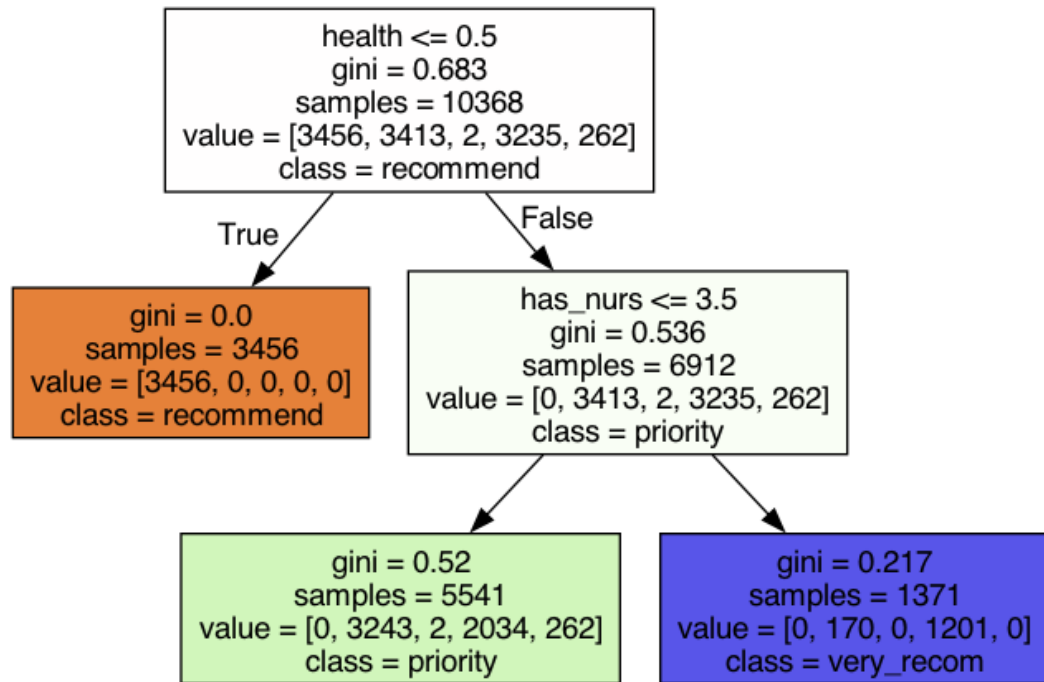 health <= 0.5
gini = 0.683
samples = 10368
value = [3456, 3413, 2, 3235, 262]
class = recommend
True
False
gini = 0.0
samples = 3456
value = [3456, 0, 0, 0, 0]
class = recommend
has_nurs <= 3.5
gini = 0.536
samples = 6912
value = [0, 3413, 2, 3235, 262]
class = priority
gini = 0.52
samples = 5541
value = [0, 3243, 2, 2034, 262]
class = priority
gini = 0.217
samples = 1371
value = [0, 170, 0, 1201, 0]
class = very_recom